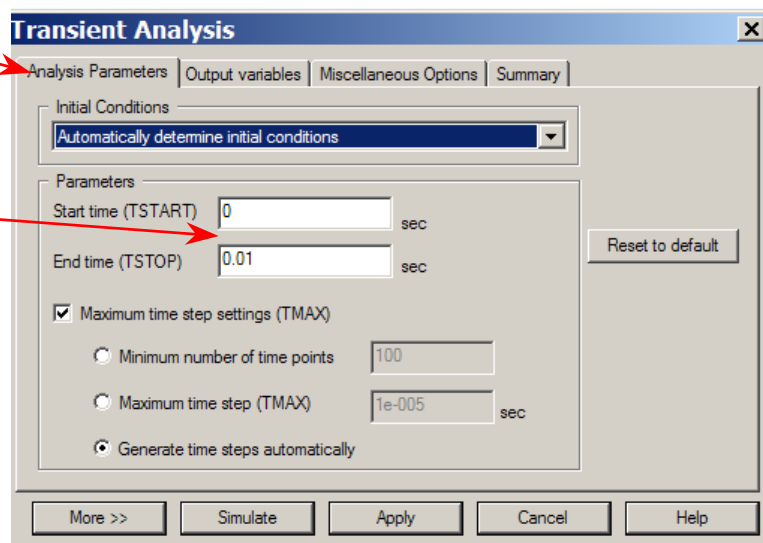 Transient Analysis
Analysis Parameters Output variables Miscellaneous Options Summary
Initial Conditions
Automatically determine initial conditions
Parameters
Start time (TSTART) 0 sec
Reset to default
End time (TSTOP) 0.01 sec
Maximum time step settings (TMAX)
Minimum number of time points 100
Maximum time step (TMAX) 1e-005 sec
Generate time steps automatically
More >> Simulate Apply Cancel Help